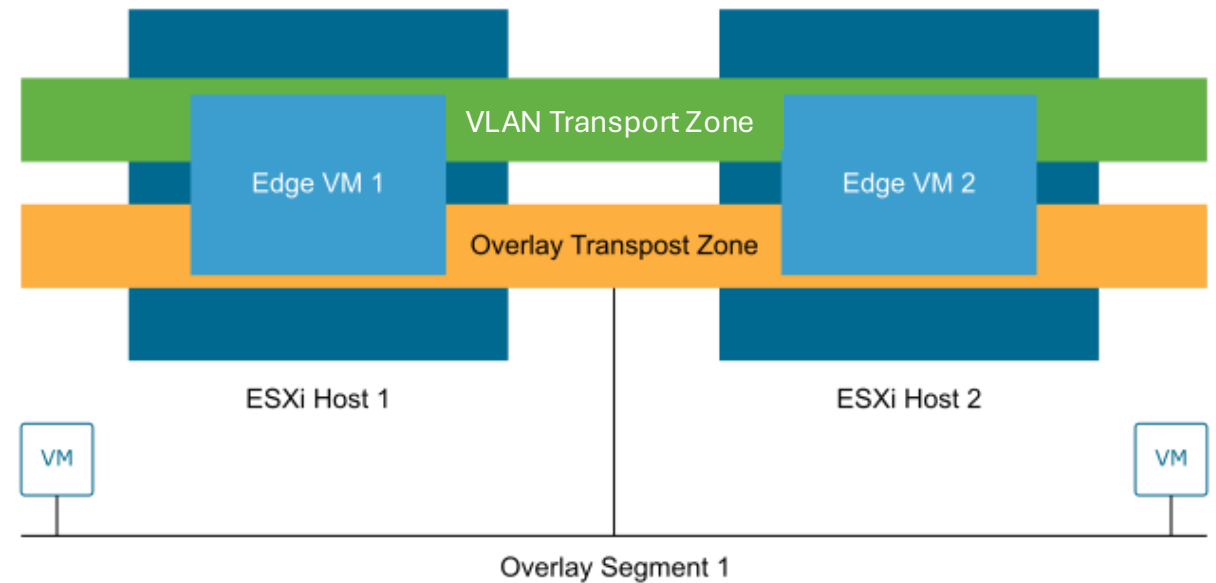 VLAN Transport Zone
Edge VM 1
Edge VM 2
Overlay Transpost Zone
ESXi Host 1
ESXi Host 2
VM
VM
Overlay Segment 1